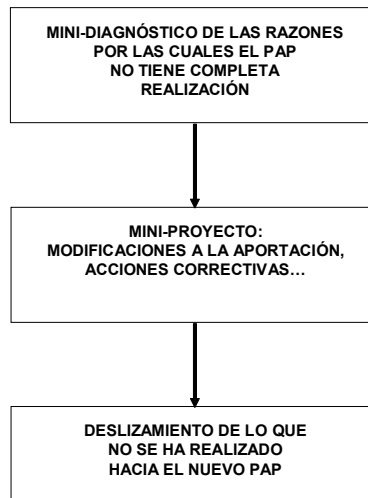 MINI-DIAGNÓSTICO DE LAS RAZONES
POR LAS CUALES EL PAP
NO TIENE COMPLETA
REALIZACIÓN
MINI-PROYECTO:
MODIFICACIONES A LA APORTACIÓN,
ACCIONES CORRECTIVAS...
DESLIZAMIENTO DE LO QUE
NO SE HA REALIZADO
HACIA EL NUEVO PAP